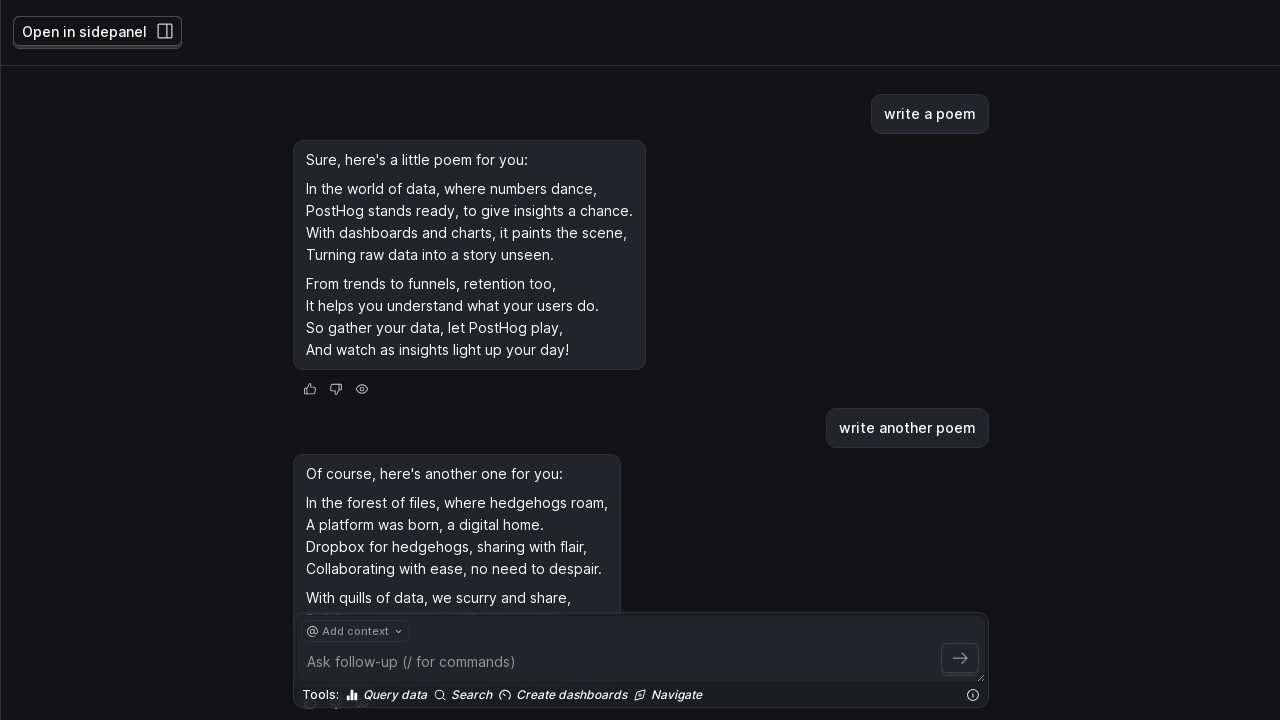 Open in sidepanel
write a poem
Sure, here's a little poem for you:
In the world of data, where numbers dance,
PostHog stands ready, to give insights a chance.
With dashboards and charts, it paints the scene,
Turning raw data into a story unseen.
From trends to funnels, retention too,
It helps you understand what your users do.
So gather your data, let PostHog play,
And watch as insights light up your day!
write another poem
Of course, here's another one for you:
In the forest of files, where hedgehogs roam,
A platform was born, a digital home.
Dropbox for hedgehogs, sharing with flair,
Collaborating with ease, no need to despair.
With quills of data, we scurry and share,
@ Add context
Ask follow-up (/ for commands)
Tools: Query data Search Create dashboards Navigate